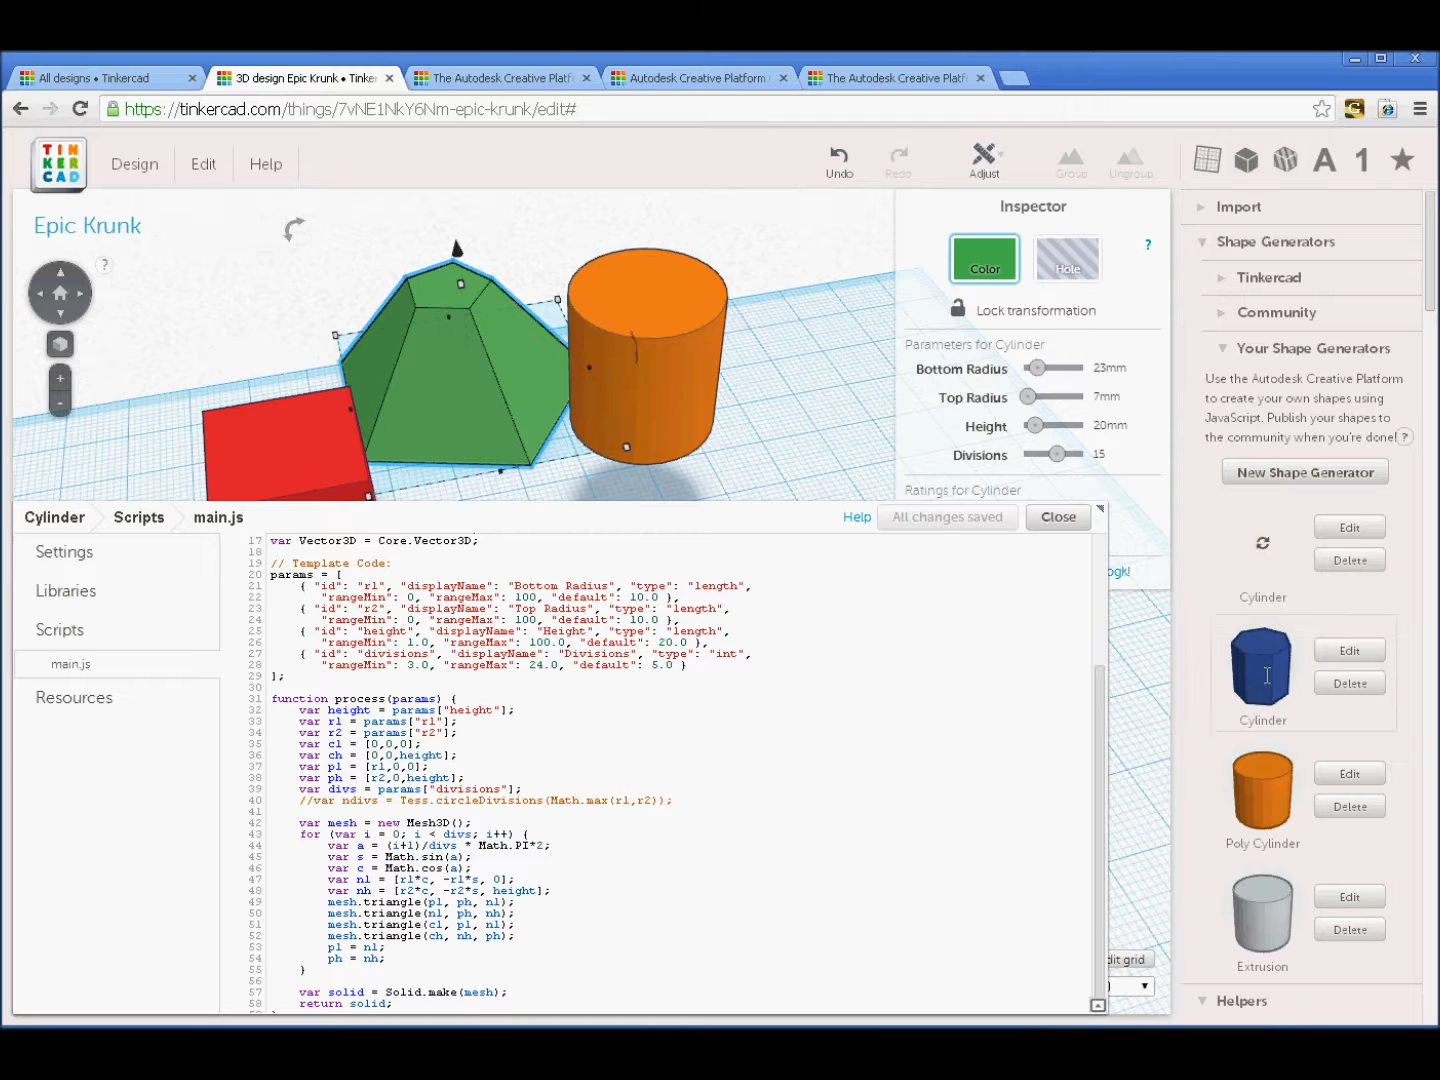 All designs • Tinkercad
3D design Epic Krunk • Tinke
The Autodesk Creative Platf
Autodesk Creative Platform
The Autodesk Creative Platf
https://tinkercad.com/things/7vNE1NkY6Nm-epic-krunk/edit#
TIN
KER
CAD
Design
Edit
Help
Undo
Redo
Adjust
Group
Ungroup
A
1
Epic Krunk
?
+
-
Inspector
Color
Hole
?
Lock transformation
Parameters for Cylinder
Bottom Radius
23mm
Top Radius
7mm
Height
20mm
Divisions
15
Ratings for Cylinder
Import
Shape Generators
Tinkercad
Community
Your Shape Generators
Use the Autodesk Creative Platform
to create your own shapes using
JavaScript. Publish your shapes to
the community when you're done!
?
New Shape Generator
Edit
Delete
Cylinder
Edit
Delete
Cylinder
Edit
Delete
Poly Cylinder
Edit
Delete
Extrusion
Helpers
Cylinder
Scripts
main.js
Help
All changes saved
Close
Settings
Libraries
Scripts
main.js
Resources
17 var Vector3D = Core.Vector3D;
18
19 // Template Code:
20 params = [
21 { "id": "r1", "displayName": "Bottom Radius", "type": "length",
22 "rangeMin": 0, "rangeMax": 100, "default": 10.0 },
23 { "id": "r2", "displayName": "Top Radius", "type": "length",
24 "rangeMin": 0, "rangeMax": 100, "default": 10.0 },
25 { "id": "height", "displayName": "Height", "type": "length",
26 "rangeMin": 1.0, "rangeMax": 100.0, "default": 20.0 },
27 { "id": "divisions", "displayName": "Divisions", "type": "int",
28 "rangeMin": 3.0, "rangeMax": 24.0, "default": 5.0 }
29 ];
30
31 function process(params) {
32 var height = params["height"];
33 var r1 = params["r1"];
34 var r2 = params["r2"];
35 var cl = [0,0,0];
36 var ch = [0,0,height];
37 var pl = [r1,0,0];
38 var ph = [r2,0,height];
39 var divs = params["divisions"];
40 //var ndivs = Tess.circleDivisions(Math.max(r1,r2));
41
42 var mesh = new Mesh3D();
43 for (var i = 0; i < divs; i++) {
44 var a = (i+1)/divs * Math.PI*2;
45 var s = Math.sin(a);
46 var c = Math.cos(a);
47 var nl = [r1*c, -r1*s, 0];
48 var nh = [r2*c, -r2*s, height];
49 mesh.triangle(pl, ph, nl);
50 mesh.triangle(nl, ph, nh);
51 mesh.triangle(cl, pl, nl);
52 mesh.triangle(ch, nh, ph);
53 pl = nl;
54 ph = nh;
55 }
56
57 var solid = Solid.make(mesh);
58 return solid;
ogk!
dit grid